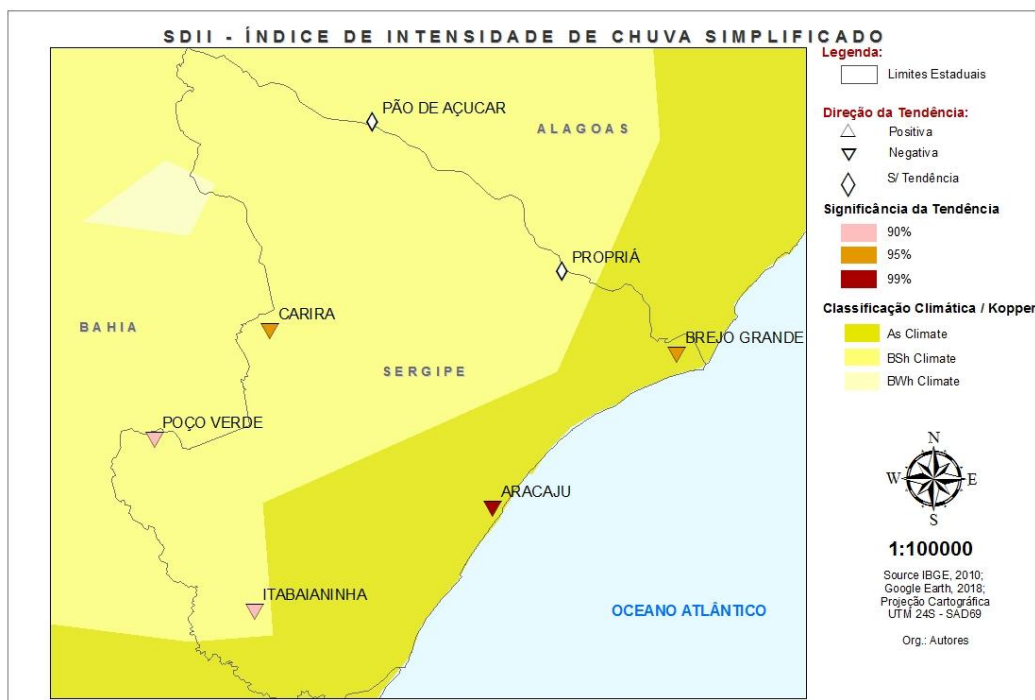 SDII - ÍNDICE DE INTENSIDADE DE CHUVA SIMPLIFICADO
PÃO DE AÇUCAR
ALAGOAS
PROPRIÁ
CARIRA
BAHIA
BREJO GRANDE
SERGIPE
POÇO VERDE
ARACAJU
ITABAIANINHA
OCEANO ATLÂNTICO
Legenda:
Limites Estaduais
Direção da Tendência:
Positiva
Negativa
S/ Tendência
Significância da Tendência
90%
95%
99%
Classificação Climática / Koppen
As Climate
BSh Climate
BWh Climate
N
W E
S
1:100000
Source IBGE, 2010;
Google Earth, 2018;
Projeção Cartográfica
UTM 24S - SAD69
Org.: Autores